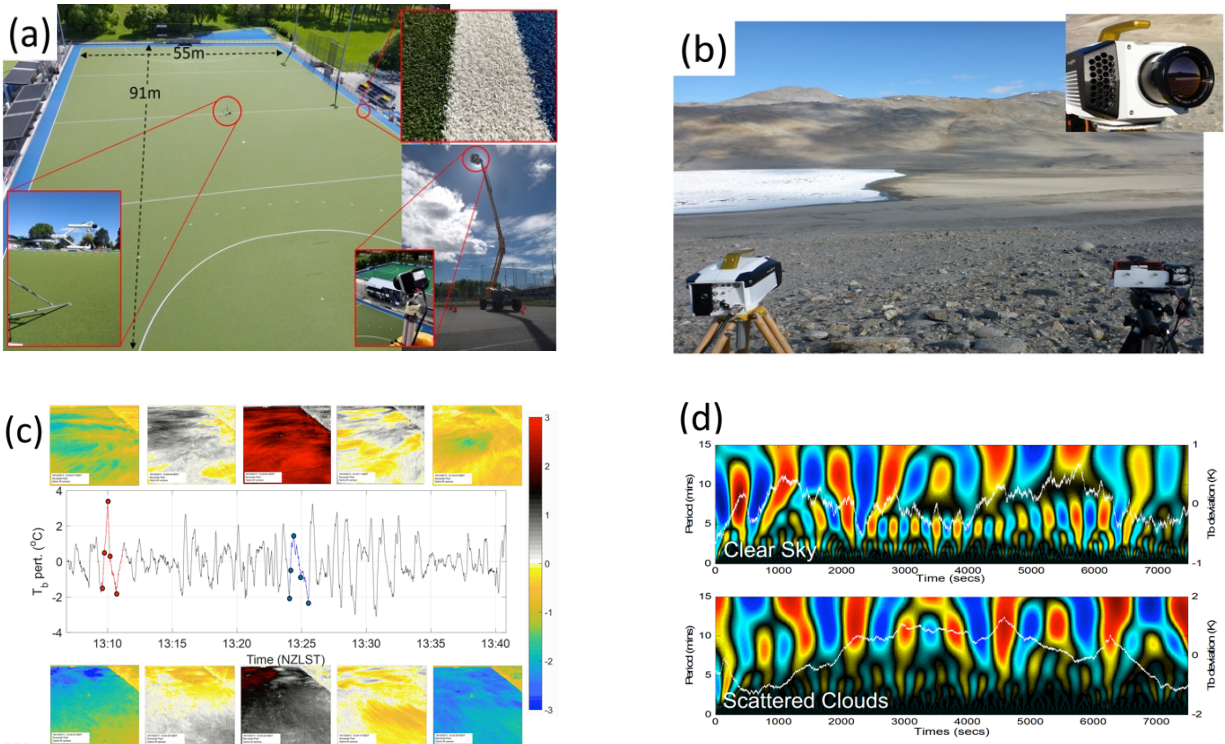 (a)
55m
91m
(b)
(c)
3
2
1
0
-1
-2
-3
4
2
0
-2
-4
T_b pert. (°C)
13:10
13:15
13:20
13:25
13:30
13:35
13:40
Time (NZLST)
(d)
15
10
5
0
Period (mins)
Clear Sky
1
0
-1
Tb deviation (K)
0 1000 2000 3000 4000 5000 6000 7000
Time (secs)
15
10
5
0
Period (mins)
Scattered Clouds
2
0
-2
Tb deviation (K)
0 1000 2000 3000 4000 5000 6000 7000
Times (secs)